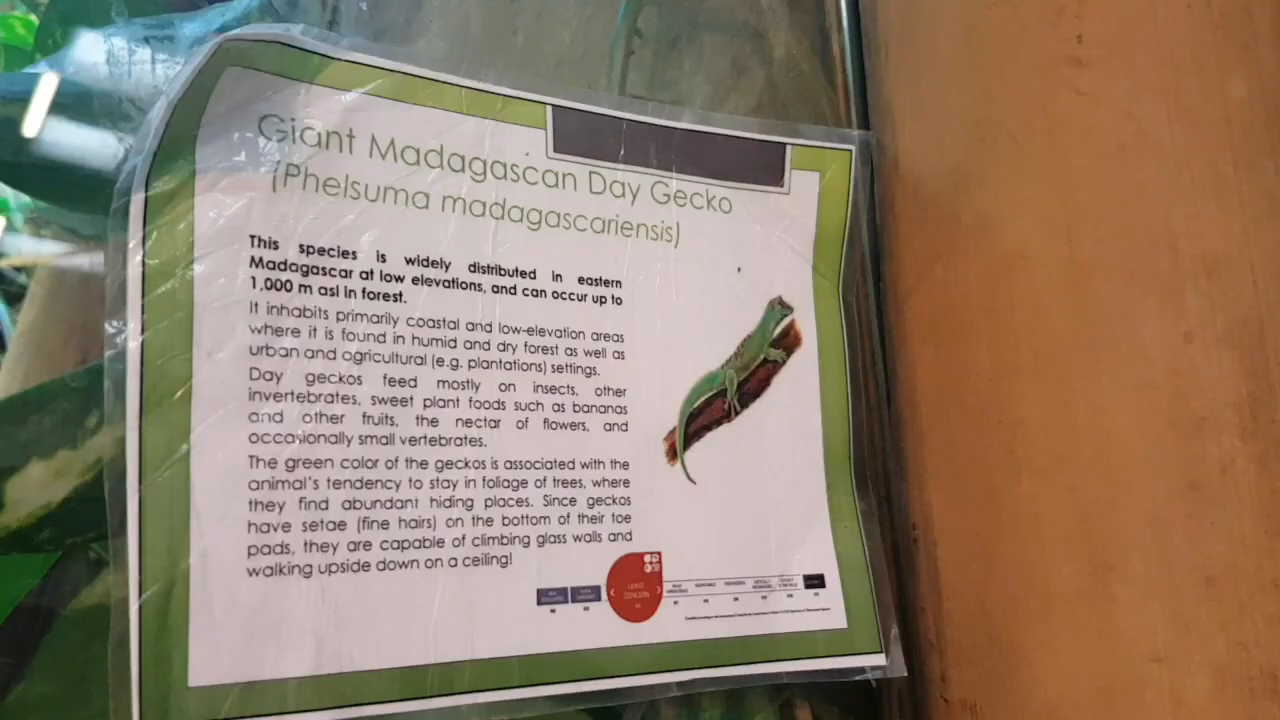 Giant Madagascan Day Gecko
(Phelsuma madagascariensis)
This species is widely distributed in eastern
Madagascar at low elevations, and can occur up to
1,000 m asl in forest.
It inhabits primarily coastal and low-elevation areas
where it is found in humid and dry forest as well as
urban and agricultural (e.g. plantations) settings.
Day geckos feed mostly on insects, other
invertebrates, sweet plant foods such as bananas
and other fruits, the nectar of flowers, and
occasionally small vertebrates.
The green color of the geckos is associated with the
animal's tendency to stay in foliage of trees, where
they find abundant hiding places. Since geckos
have setae (fine hairs) on the bottom of their toe
pads, they are capable of climbing glass walls and
walking upside down on a ceiling!
LEAST
CONCERN